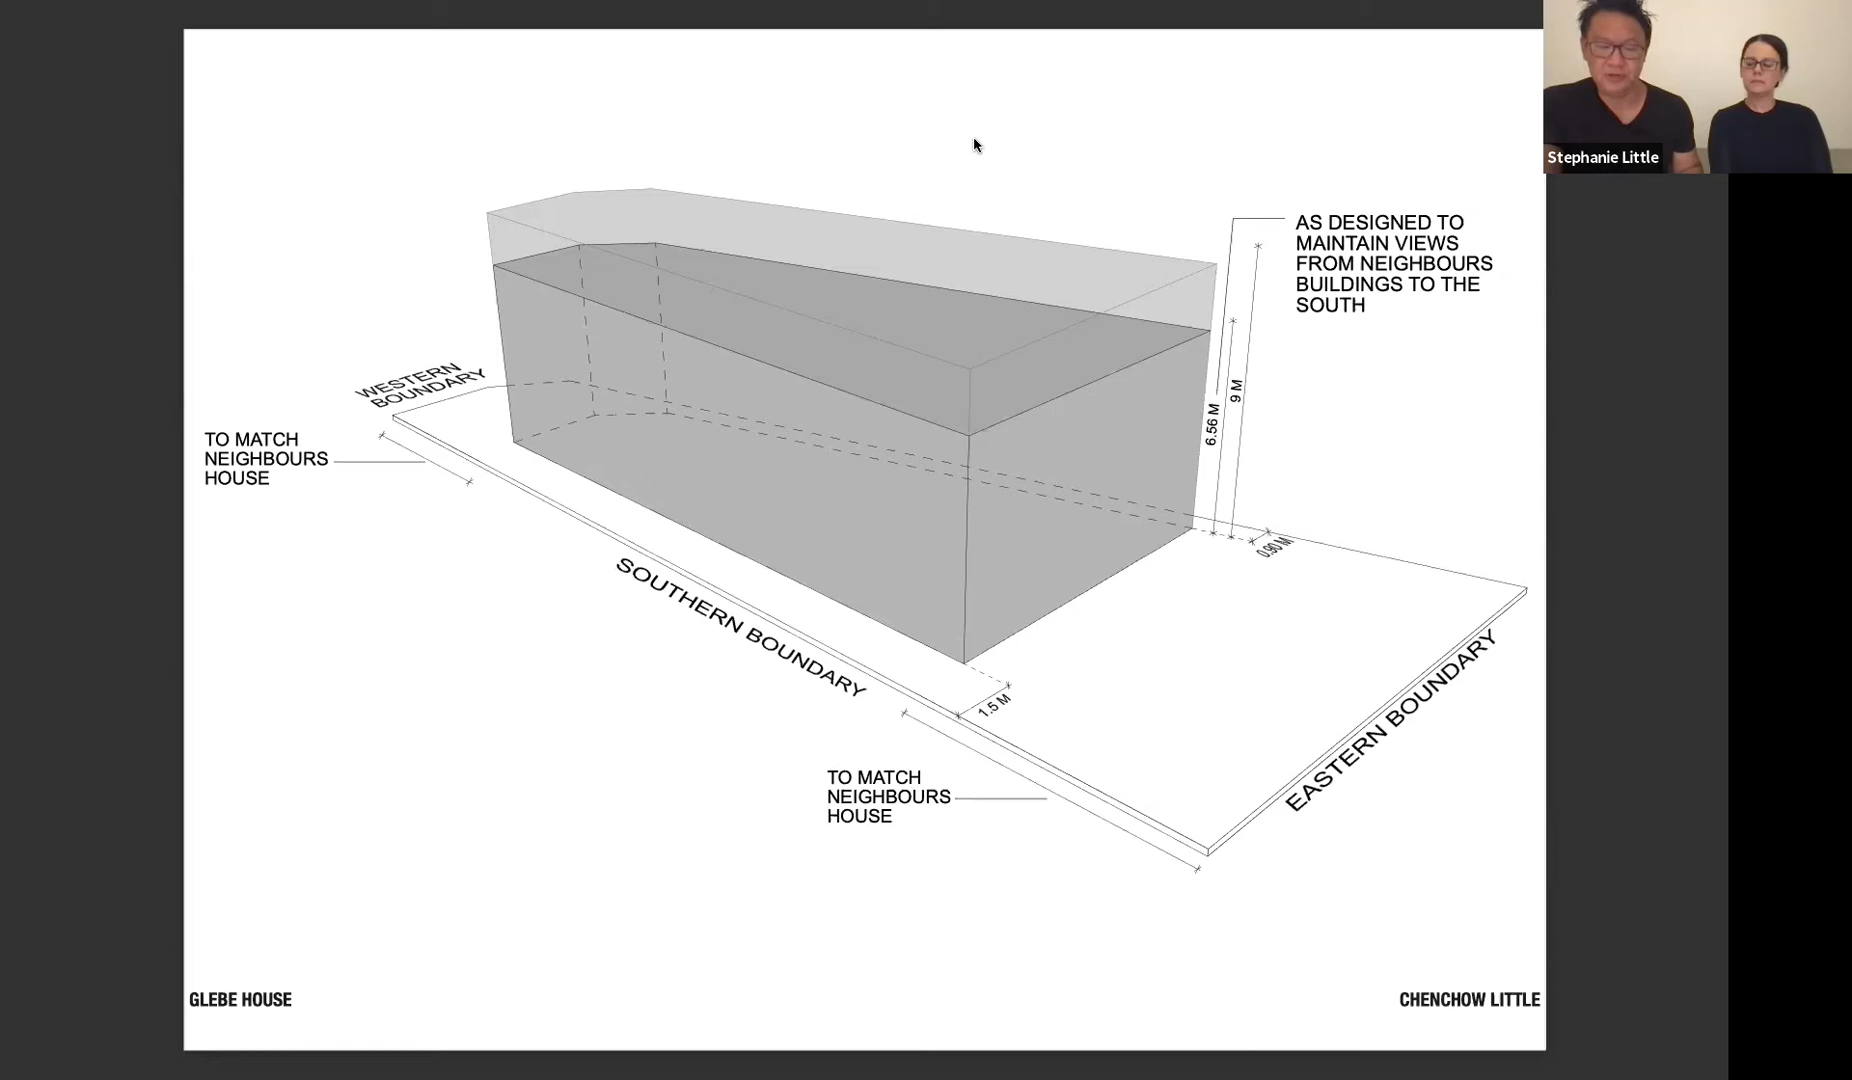 Stephanie Little
AS DESIGNED TO
MAINTAIN VIEWS
FROM NEIGHBOURS
BUILDINGS TO THE
SOUTH
WESTERN
BOUNDARY
9 M
6.56 M
TO MATCH
NEIGHBOURS
HOUSE
0.90 M
SOUTHERN BOUNDARY
1.5 M
EASTERN BOUNDARY
TO MATCH
NEIGHBOURS
HOUSE
GLEBE HOUSE
CHENCHOW LITTLE